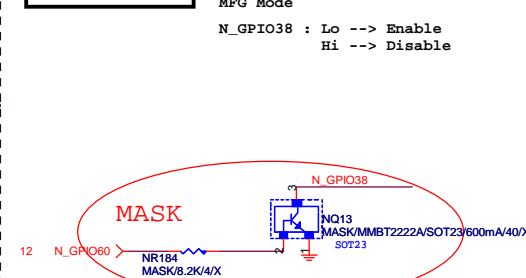 MFG Mode
N_GPIO38 : Lo --> Enable
Hi --> Disable
N_GPIO38
3
MASK
NQ13
MASK/MMBT2222A/SOT23/600mA/40/X
SOT23
12 N_GPIO60
2
1
NR184
MASK/8.2K/4/X